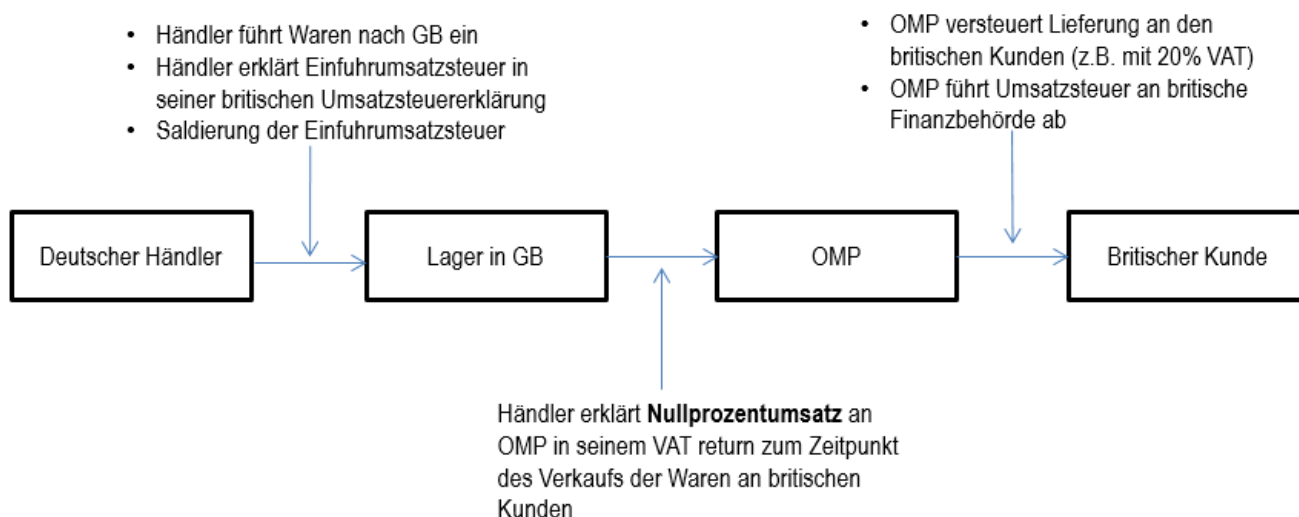 • Händler führt Waren nach GB ein
• Händler erklärt Einfuhrumsatzsteuer in
seiner britischen Umsatzsteuererklärung
• Saldierung der Einfuhrumsatzsteuer
• OMP versteuert Lieferung an den
britischen Kunden (z.B. mit 20% VAT)
• OMP führt Umsatzsteuer an britische
Finanzbehörde ab
Deutscher Händler
Lager in GB
OMP
Britischer Kunde
Händler erklärt Nullprozentumsatz an
OMP in seinem VAT return zum Zeitpunkt
des Verkaufs der Waren an britischen
Kunden